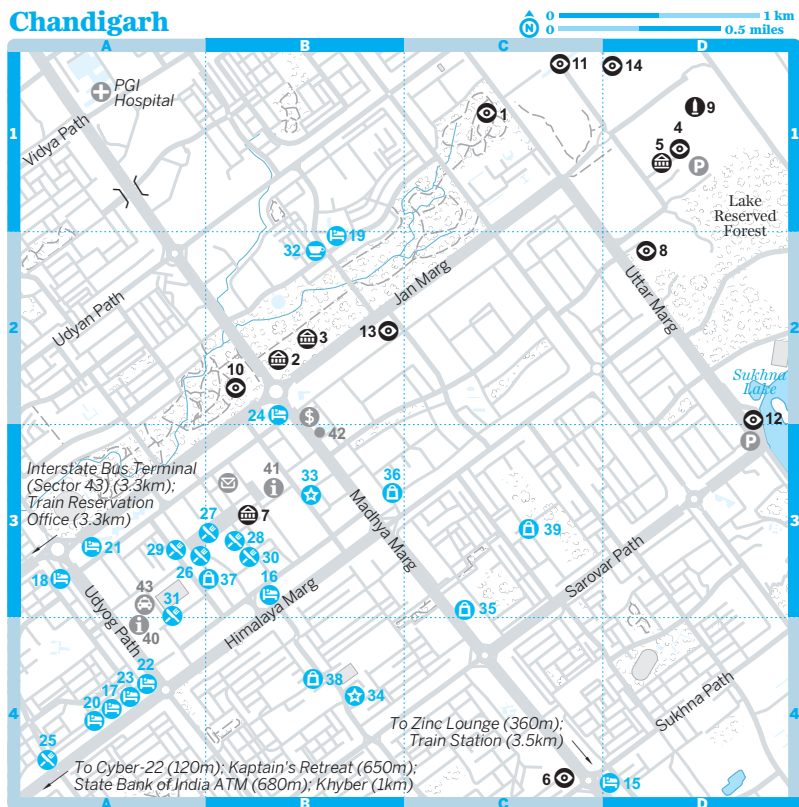 Chandigarh
N
0 1 km
0 0.5 miles
A B C D
PGI
Hospital
Vidya Path
11
14
1
9
4
5
P
1
1
Lake
Reserved
Forest
19
32
8
Jan Marg
Uttar Marg
Udyan Path
2
2
3
13
2
10
Sukhna
Lake
24
$
42
12
P
Interstate Bus Terminal
(Sector 43) (3.3km);
Train Reservation
Office (3.3km)
41
i
33
36
7
Madhya Marg
3
3
27
28
39
21
29
30
18
26
37
16
Sarovar Path
43
31
35
Udyog Path
Himalaya Marg
i
40
22
23
17
20
38
34
Sukhna Path
4
4
To Zinc Lounge (360m);
Train Station (3.5km)
25
To Cyber-22 (120m); Kaptain's Retreat (650m);
State Bank of India ATM (680m); Khyber (1km)
6
15
A B C D